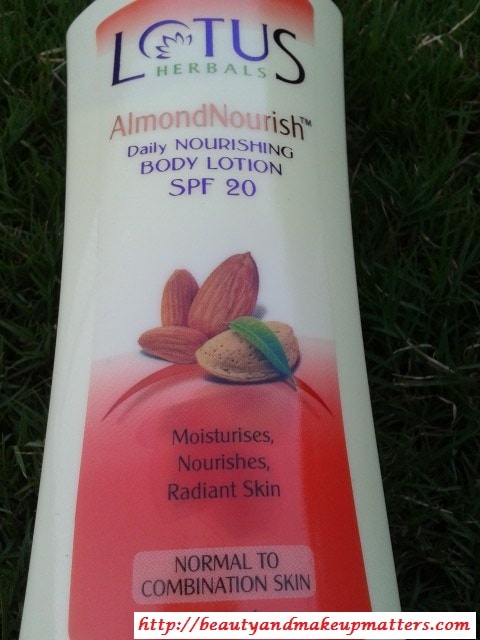 LOTUS
HERBALS
AlmondNourish™
Daily NOURISHING
BODY LOTION
SPF 20
Moisturises,
Nourishes,
Radiant Skin
NORMAL TO
COMBINATION SKIN
http://beautyandmakeupmatters.com